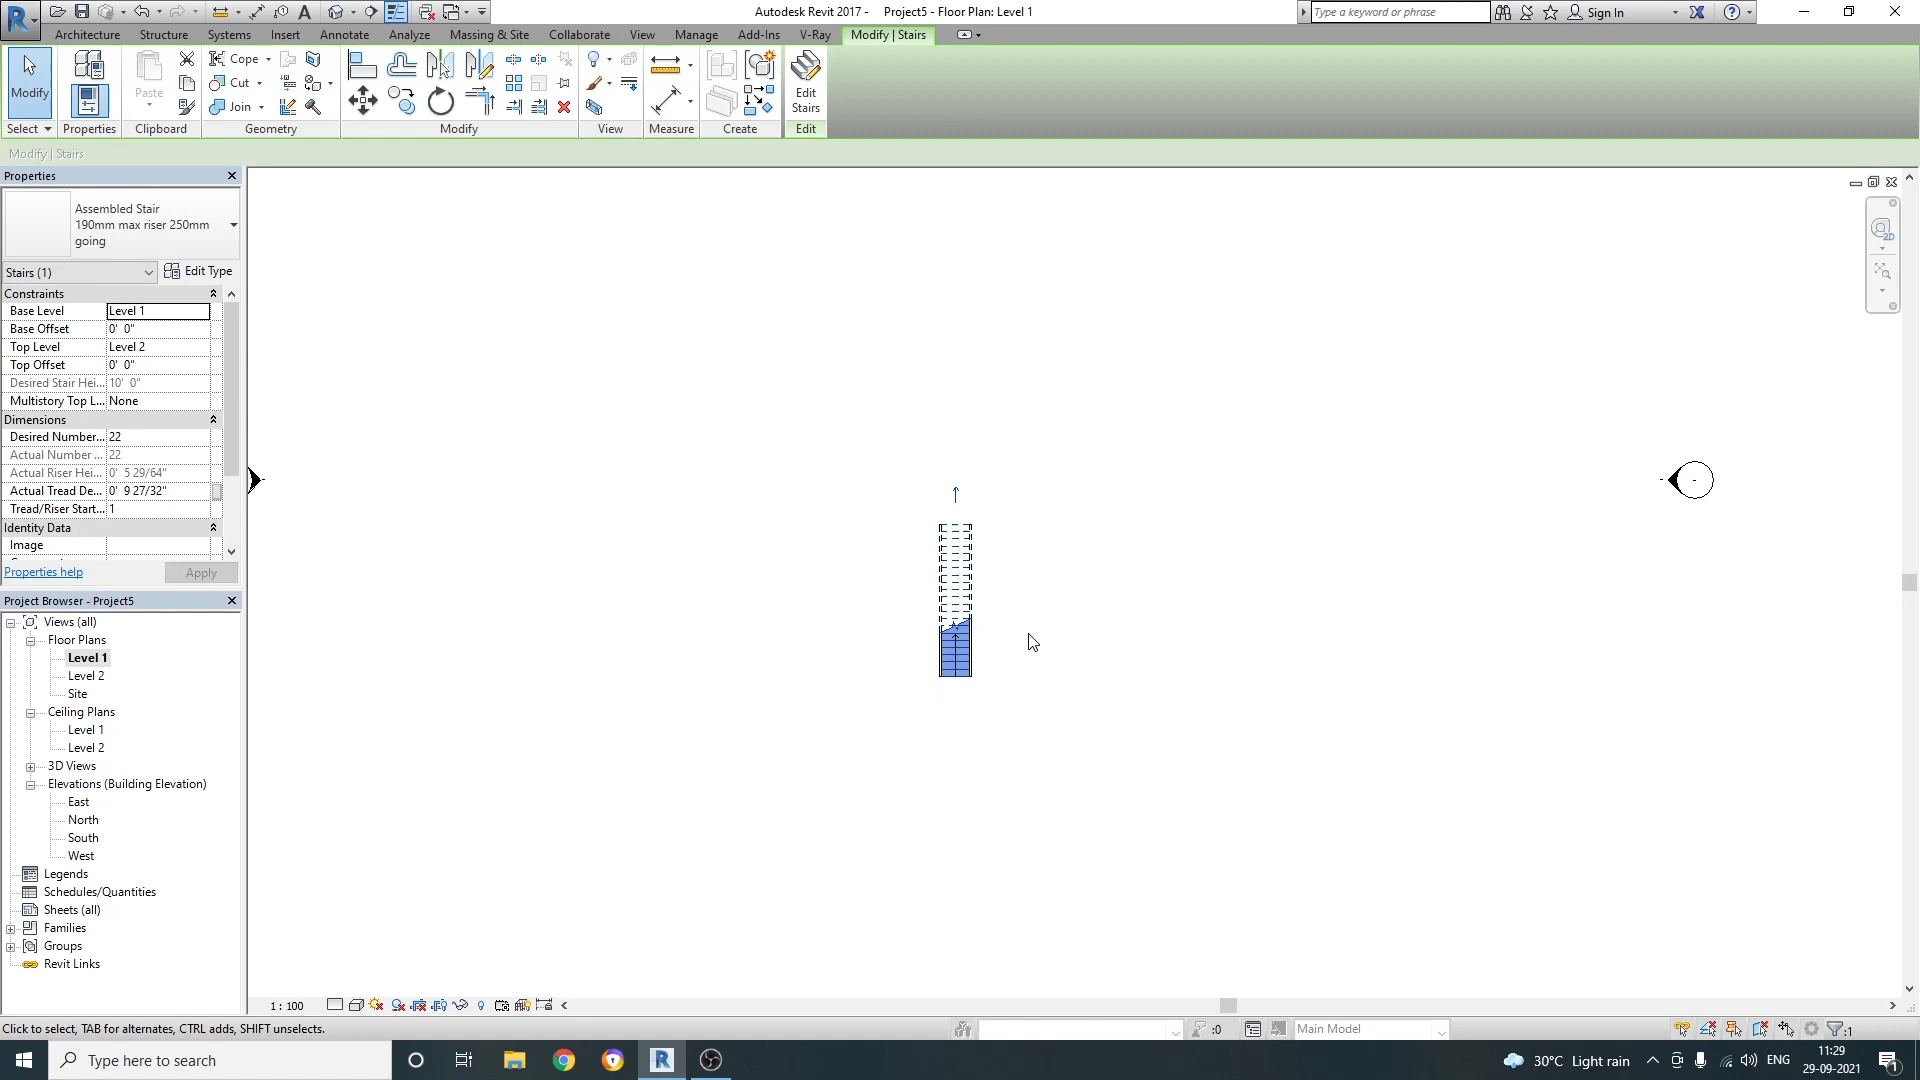 Autodesk Revit 2017 - Project5 - Floor Plan: Level 1
Type a keyword or phrase
Sign In
Architecture Structure Systems Insert Annotate Analyze Massing & Site Collaborate View Manage Add-Ins V-Ray Modify | Stairs
Modify
Paste
Cope
Cut
Join
Edit
Stairs
Select Properties Clipboard Geometry Modify View Measure Create Edit
Modify | Stairs
Properties
Assembled Stair
190mm max riser 250mm
going
Stairs (1)
Edit Type
Constraints
Base Level Level 1
Base Offset 0' 0"
Top Level Level 2
Top Offset 0' 0"
Desired Stair Hei... 10' 0"
Multistory Top L... None
Dimensions
Desired Number... 22
Actual Number ... 22
Actual Riser Hei... 0' 5 29/64"
Actual Tread De... 0' 9 27/32"
Tread/Riser Start... 1
Identity Data
Image
Properties help
Apply
Project Browser - Project5
Views (all)
Floor Plans
Level 1
Level 2
Site
Ceiling Plans
Level 1
Level 2
3D Views
Elevations (Building Elevation)
East
North
South
West
Legends
Schedules/Quantities
Sheets (all)
Families
Groups
Revit Links
2D
1 : 100
Click to select, TAB for alternates, CTRL adds, SHIFT unselects.
:0
Main Model
:1
Type here to search
30°C Light rain
ENG
11:29
29-09-2021
1